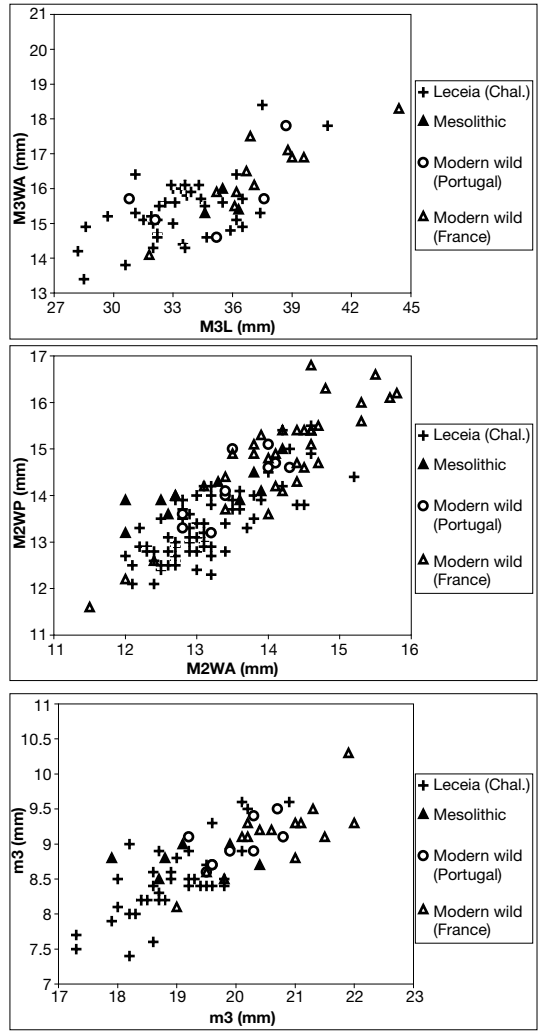 21
20
19
18
17
16
15
14
13
M3WA (mm)
27 30 33 36 39 42 45
M3L (mm)
Leceia (Chal.)
Mesolithic
Modern wild
(Portugal)
Modern wild
(France)
17
16
15
14
13
12
11
M2WP (mm)
11 12 13 14 15 16
M2WA (mm)
Leceia (Chal.)
Mesolithic
Modern wild
(Portugal)
Modern wild
(France)
11
10.5
10
9.5
9
8.5
8
7.5
7
m3 (mm)
17 18 19 20 21 22 23
m3 (mm)
Leceia (Chal.)
Mesolithic
Modern wild
(Portugal)
Modern wild
(France)